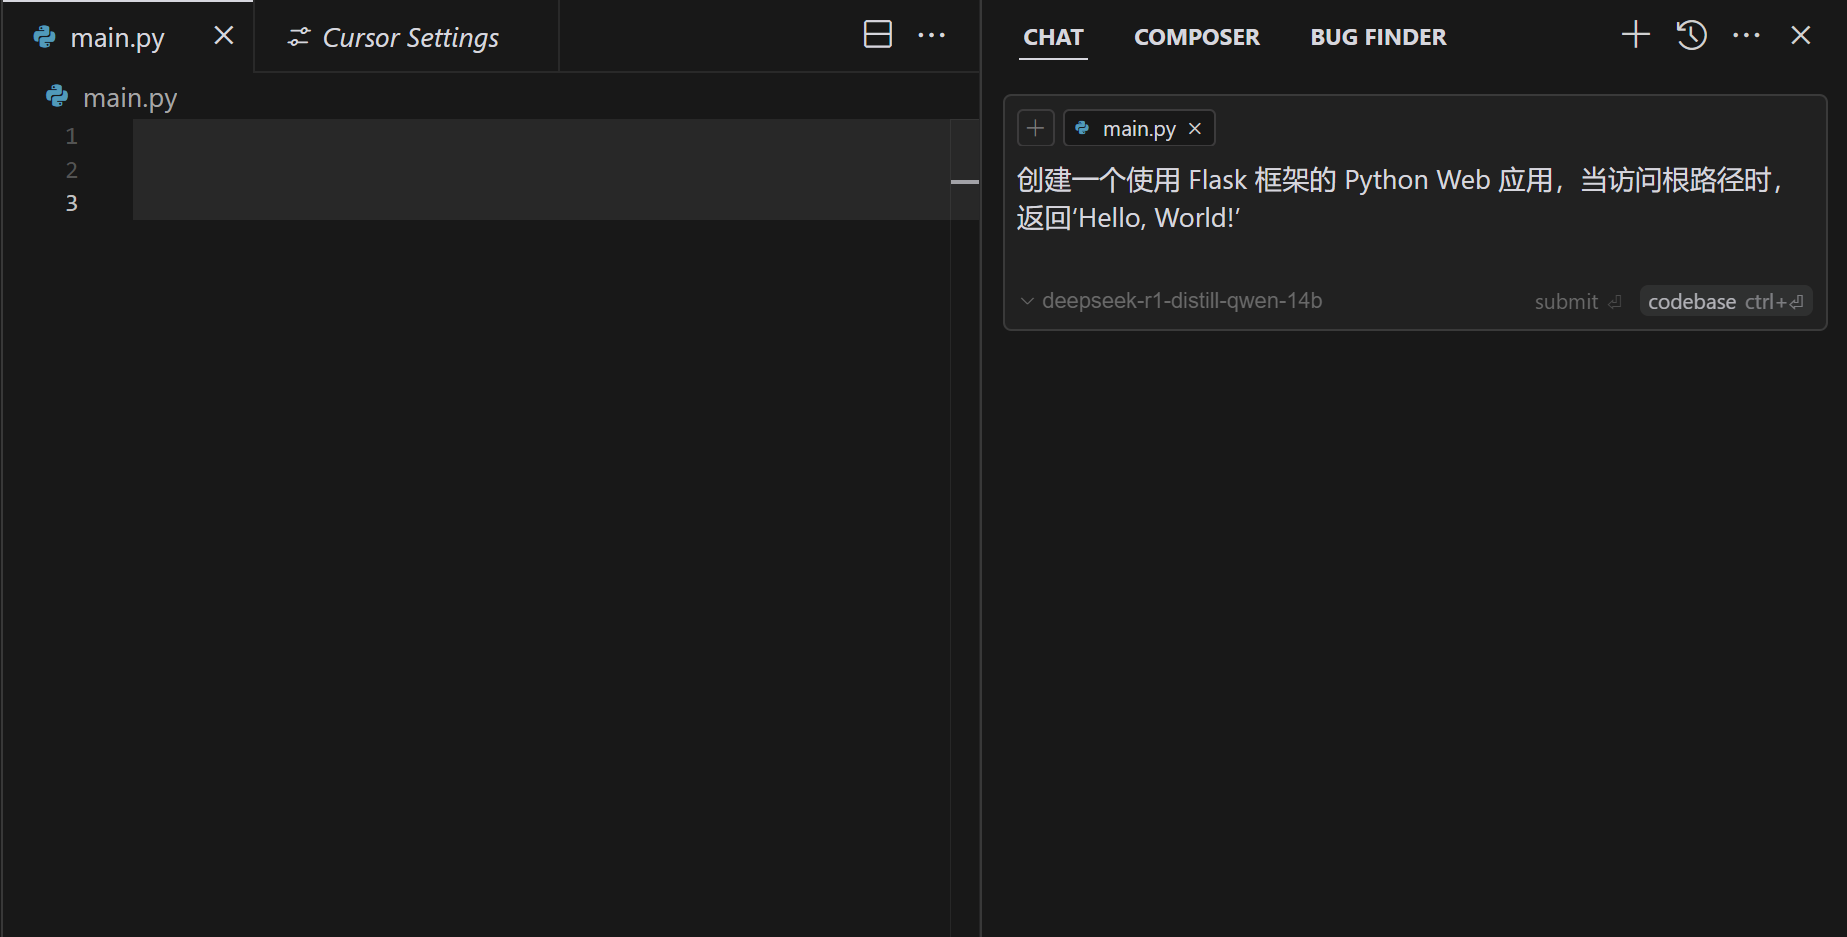 main.py
Cursor Settings
main.py
1
2
3
CHAT COMPOSER BUG FINDER
main.py
创建一个使用 Flask 框架的 Python Web 应用，当访问根路径时，
返回‘Hello, World!’
deepseek-r1-distill-qwen-14b
submit ⏎ codebase ctrl+⏎